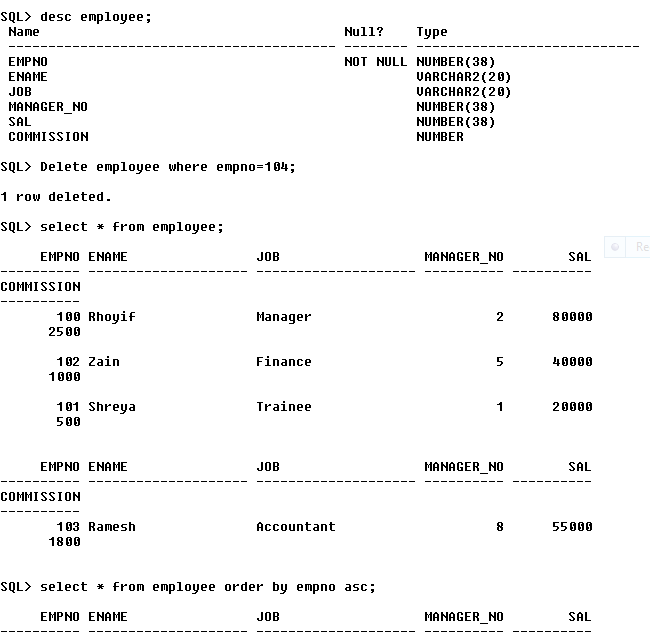 SQL> desc employee;
 Name                                      Null?    Type
 ----------------------------------------- -------- ----------------------------
 EMPNO                                     NOT NULL NUMBER(38)
 ENAME                                              VARCHAR2(20)
 JOB                                                VARCHAR2(20)
 MANAGER_NO                                         NUMBER(38)
 SAL                                                NUMBER(38)
 COMMISSION                                         NUMBER
SQL> Delete employee where empno=104;
1 row deleted.
SQL> select * from employee;
Re
     EMPNO ENAME                JOB                  MANAGER_NO        SAL
---------- -------------------- -------------------- ---------- ----------
COMMISSION
----------
       100 Rhoyif               Manager                       2      80000
      2500
       102 Zain                 Finance                       5      40000
      1000
       101 Shreya               Trainee                       1      20000
       500
     EMPNO ENAME                JOB                  MANAGER_NO        SAL
---------- -------------------- -------------------- ---------- ----------
COMMISSION
----------
       103 Ramesh               Accountant                    8      55000
      1800
SQL> select * from employee order by empno asc;
     EMPNO ENAME                JOB                  MANAGER_NO        SAL
---------- -------------------- -------------------- ---------- ----------